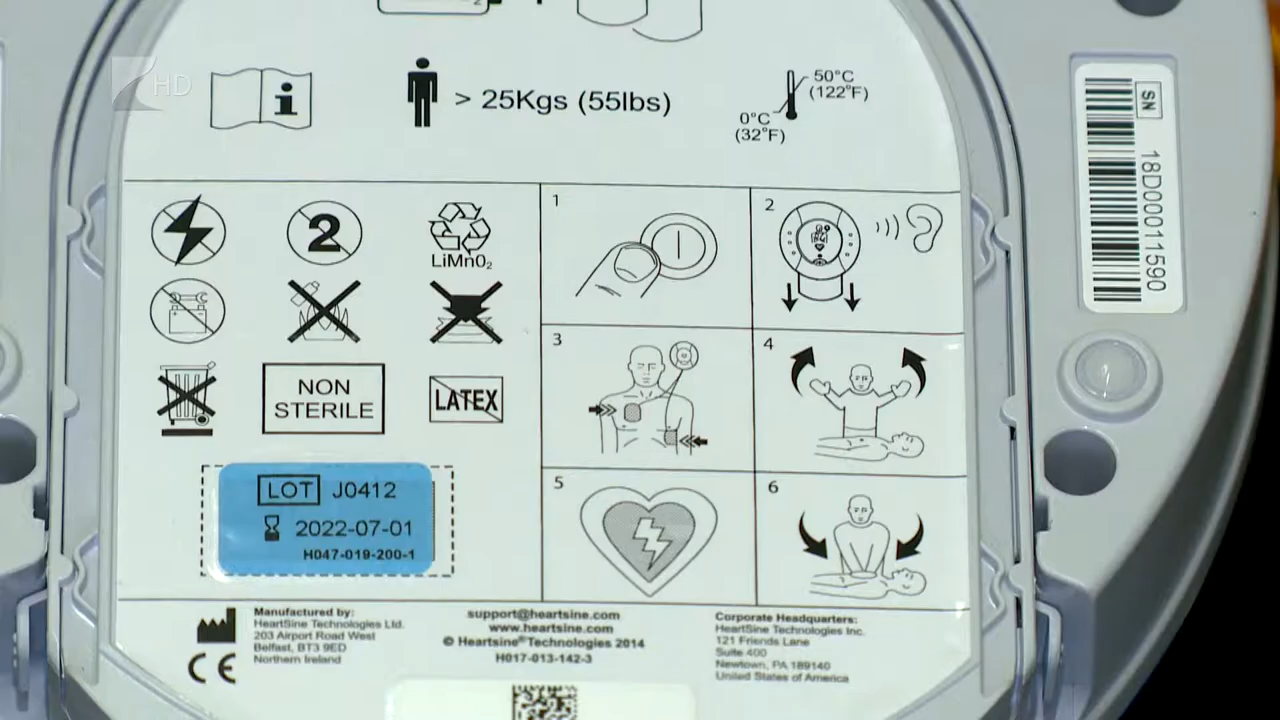 HD
> 25Kgs (55lbs)
50°C
(122°F)
0°C
(32°F)
SN
18D00011590
1
2
2
LiMnO₂
3
4
NON
STERILE
LATEX
5
6
LOT J0412
2022-07-01
H047-019-200-1
Manufactured by:
HeartSine Technologies Ltd.
203 Airport Road West
Belfast, BT3 9ED
Northern Ireland
CE
support@heartsine.com
www.heartsine.com
© Heartsine® Technologies 2014
H017-013-142-3
Corporate Headquarters:
HeartSine Technologies Inc.
121 Friends Lane
Suite 400
Newtown, PA 189140
United States of America